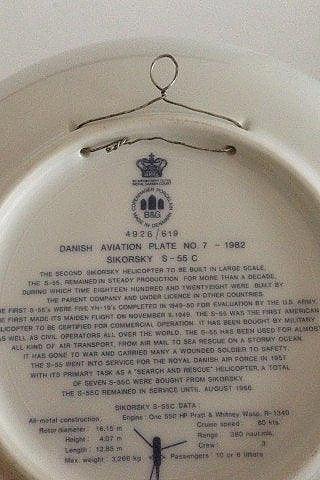 COPENHAGEN PORCELAIN
B&G
MADE IN DENMARK
4926/619
DANISH AVIATION PLATE NO. 7 - 1982
SIKORSKY S-55 C
THE SECOND SIKORSKY HELICOPTER TO BE BUILT IN LARGE SCALE,
THE S-55, REMAINED IN STEADY PRODUCTION FOR MORE THAN A DECADE,
DURING WHICH TIME EIGHTEEN HUNDRED AND TWENTYEIGHT WERE BUILT BY
THE PARENT COMPANY AND UNDER LICENCE IN OTHER COUNTRIES.
THE FIRST S-55's WERE FIVE YH-19's COMPLETED IN 1949-50 FOR EVALUATION BY THE U.S. ARMY.
THE FIRST MADE ITS MAIDEN FLIGHT ON NOVEMBER 9, 1949. THE S-55 WAS THE FIRST AMERICAN
HELICOPTER TO BE CERTIFIED FOR COMMERCIAL OPERATION. IT HAS BEEN BOUGHT BY MILITARY
AS WELL AS CIVIL OPERATORS ALL OVER THE WORLD. THE S-55 HAS BEEN USED FOR ALMOST
ALL KIND OF AIR TRANSPORT, FROM AIR MAIL TO SEA RESCUE ON A STORMY OCEAN.
IT HAS GONE TO WAR AND CARRIED MANY A WOUNDED SOLDIER TO SAFETY.
THE S-55 WENT INTO SERVICE FOR THE ROYAL DANISH AIR FORCE IN 1957
WITH ITS PRIMARY TASK AS A "SEARCH AND RESCUE" HELICOPTER. A TOTAL
OF SEVEN S-55C WERE BOUGHT FROM SIKORSKY.
THE S-55C REMAINED IN SERVICE UNTIL AUGUST 1966.
SIKORSKY S-55C DATA
All-metal construction Engine: One 550 HP Pratt & Whitney Wasp, R-1340
Rotor diameter: 16.15 m Cruise speed: 80 kts.
Height: 4.07 m Range: 380 naut.mls.
Length: 12.85 m Crew: 3
Max. weight: 3,266 kg Passengers: 10 or 6 litters